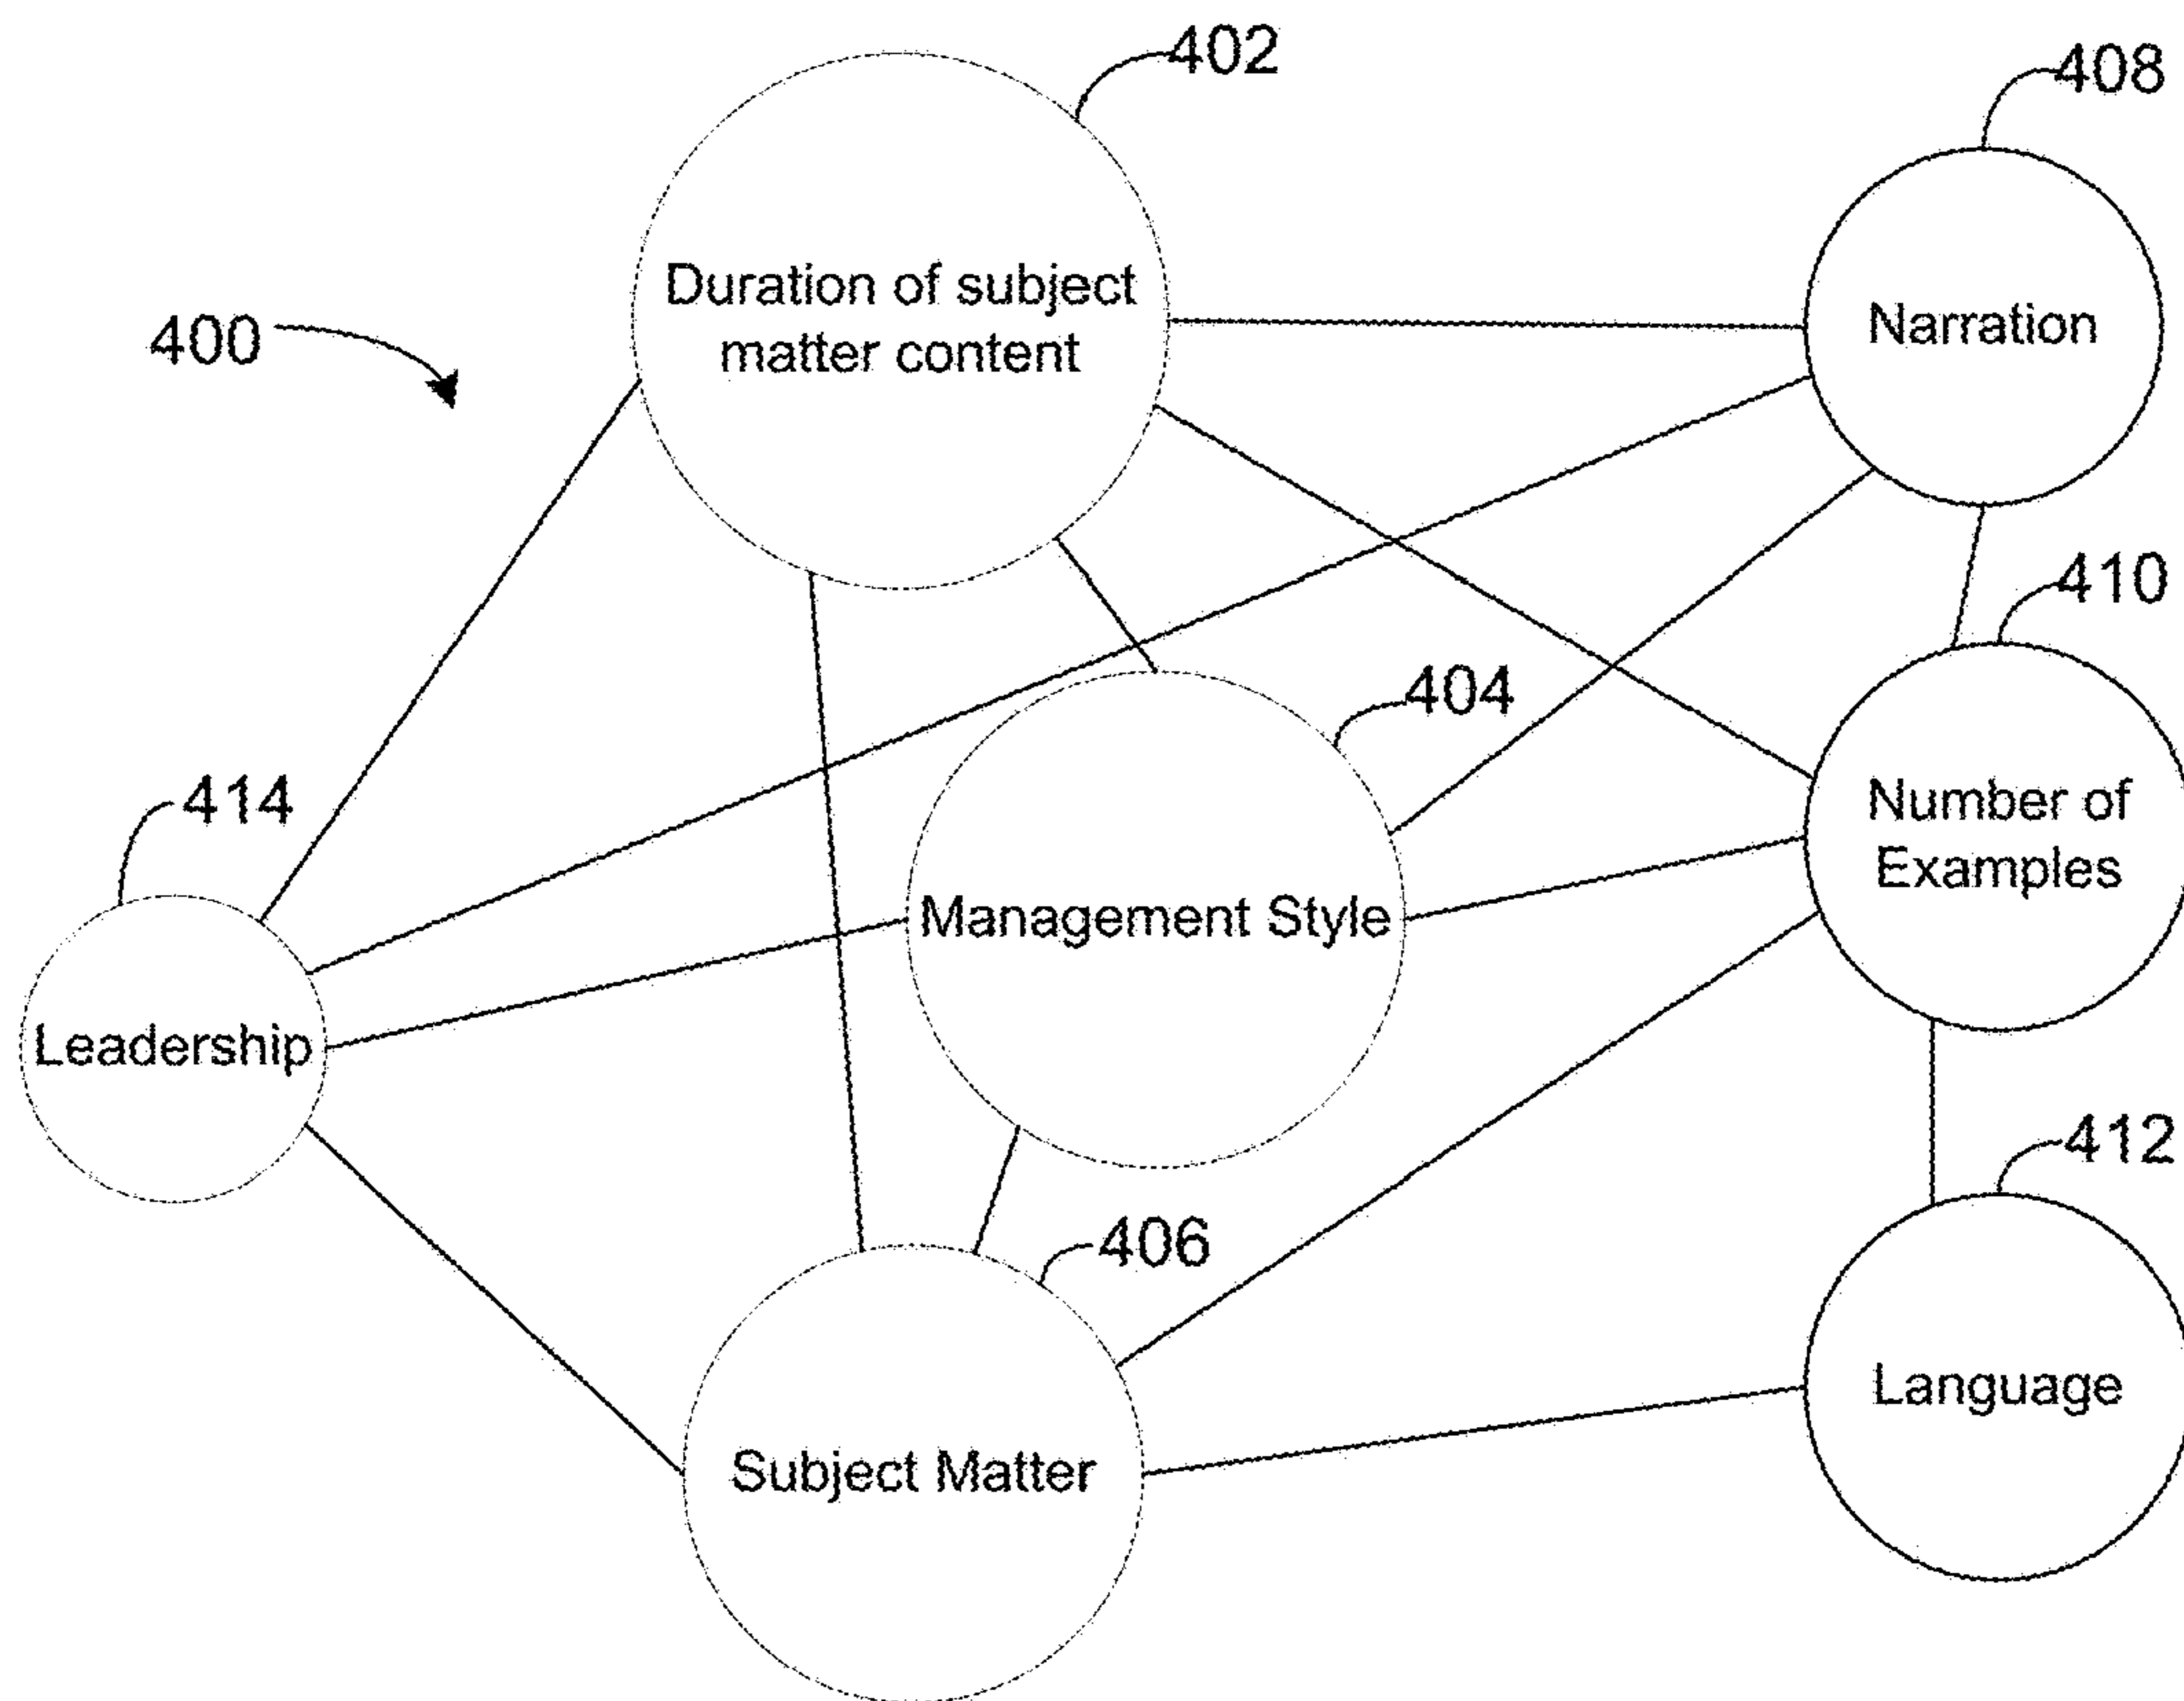 402
408
Duration of subject
matter content
Narration
400
410
404
414
Number of
Examples
Management Style
Leadership
412
406
Language
Subject Matter